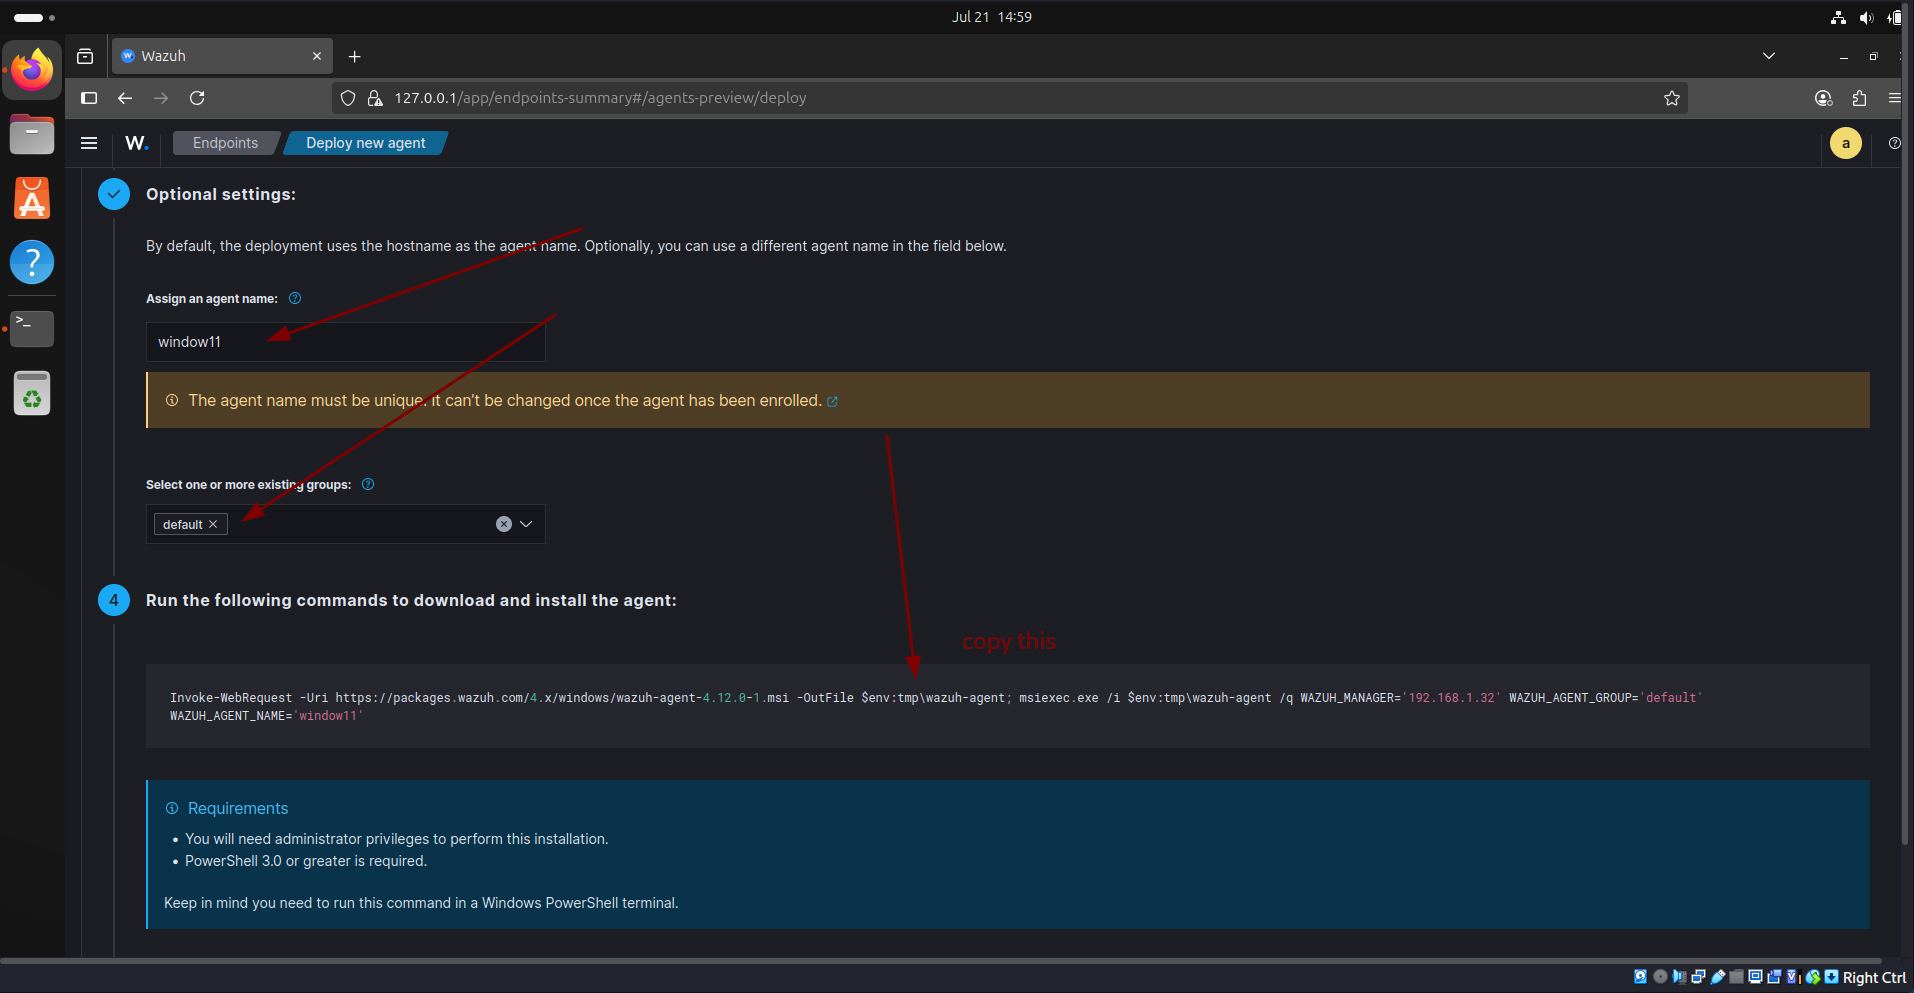 Jul 21 14:59
Wazuh
127.0.0.1/app/endpoints-summary#/agents-preview/deploy
W. Endpoints Deploy new agent a
Optional settings:
By default, the deployment uses the hostname as the agent name. Optionally, you can use a different agent name in the field below.
Assign an agent name:
window11
The agent name must be unique. It can't be changed once the agent has been enrolled.
Select one or more existing groups:
default
4 Run the following commands to download and install the agent:
copy this
Invoke-WebRequest -Uri https://packages.wazuh.com/4.x/windows/wazuh-agent-4.12.0-1.msi -OutFile $env:tmp\wazuh-agent; msiexec.exe /i $env:tmp\wazuh-agent /q WAZUH_MANAGER='192.168.1.32' WAZUH_AGENT_GROUP='default'
WAZUH_AGENT_NAME='window11'
Requirements
• You will need administrator privileges to perform this installation.
• PowerShell 3.0 or greater is required.
Keep in mind you need to run this command in a Windows PowerShell terminal.
Right Ctrl